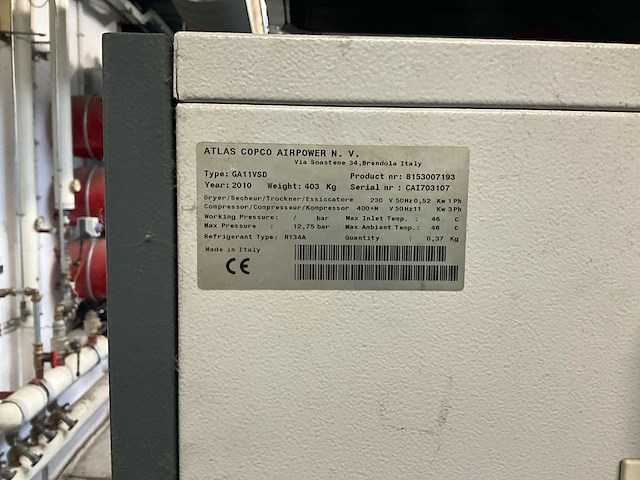 ATLAS COPCO AIRPOWER N. V.
Via Soastene 34,Brendola Italy
Type: GA11VSD Product nr: 8153007193
Year: 2010 Weight: 403 Kg Serial nr : CAI703107
Dryer/Secheur/Trockner/Essiccatore 230 V 50Hz 0,52 Kw 1Ph
Compressor/Compresseur/Kompressor 400+N V 50Hz 11 Kw 3Ph
Working Pressure : bar Max Inlet Temp. : 46 C
Max Pressure : 12,75 bar Max Ambient Temp.: 46 C
Refrigerant Type: R134A Quantity : 0,37 Kg
Made in Italy
CE